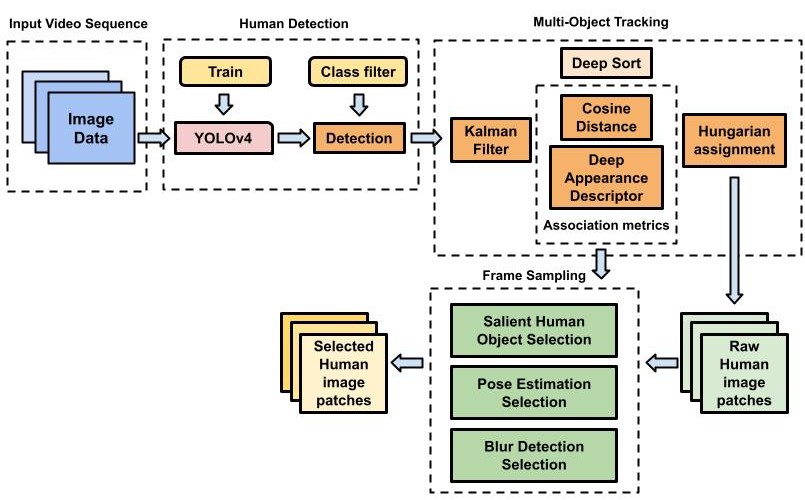 Input Video Sequence
Human Detection
Multi-Object Tracking
Image
Data
Train
Class filter
YOLOv4
Detection
Deep Sort
Kalman
Filter
Cosine
Distance
Deep
Appearance
Descriptor
Association metrics
Hungarian
assignment
Frame Sampling
Salient Human
Object Selection
Pose Estimation
Selection
Blur Detection
Selection
Raw
Human
image
patches
Selected
Human
image
patches